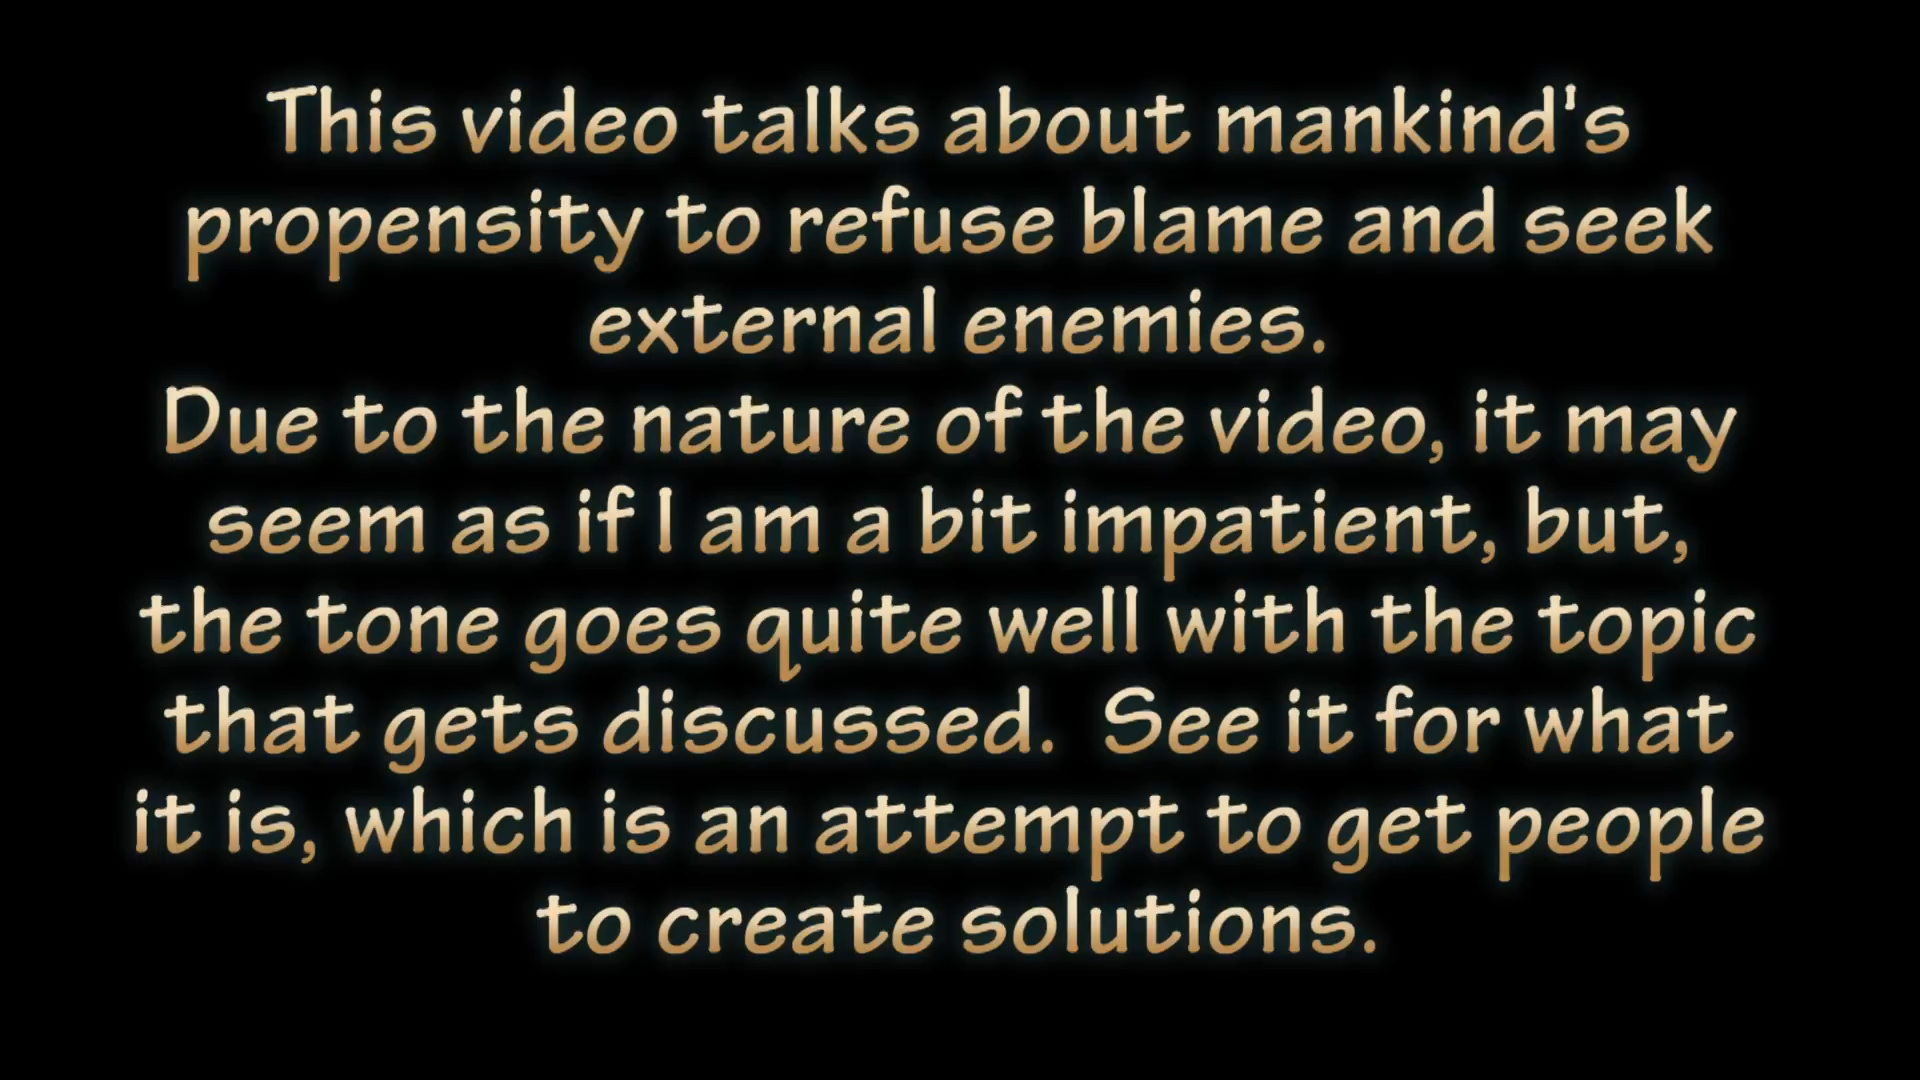 This video talks about mankind's
propensity to refuse blame and seek
external enemies.
Due to the nature of the video, it may
seem as if I am a bit impatient, but,
the tone goes quite well with the topic
that gets discussed.  See it for what
it is, which is an attempt to get people
to create solutions.